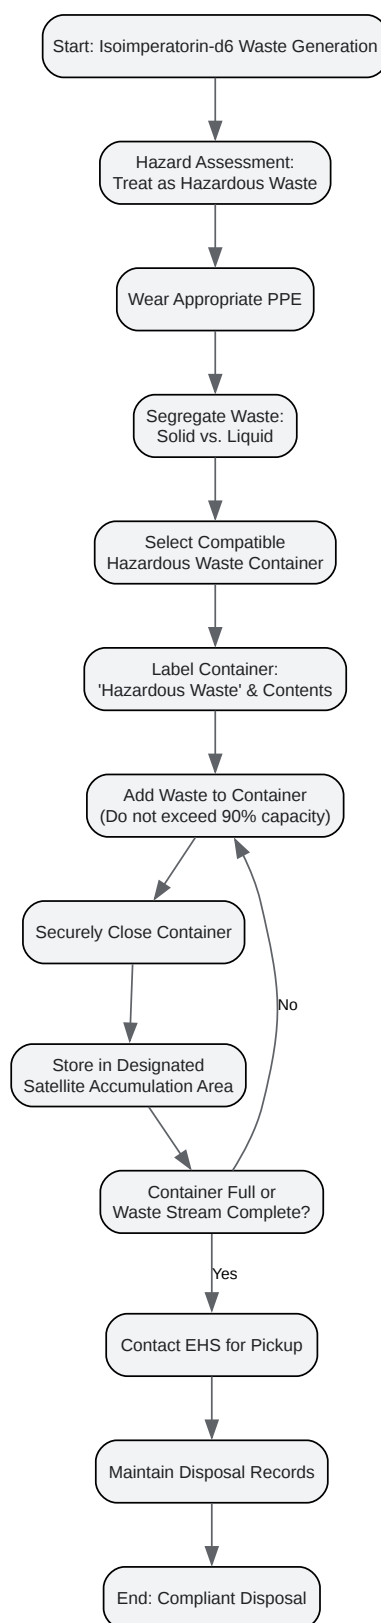 Start: Isoimperatorin-d6 Waste Generation
Hazard Assessment:
Treat as Hazardous Waste
Wear Appropriate PPE
Segregate Waste:
Solid vs. Liquid
Select Compatible
Hazardous Waste Container
Label Container:
'Hazardous Waste' & Contents
Add Waste to Container
(Do not exceed 90% capacity)
Securely Close Container
No
Store in Designated
Satellite Accumulation Area
Container Full or
Waste Stream Complete?
Yes
Contact EHS for Pickup
Maintain Disposal Records
End: Compliant Disposal